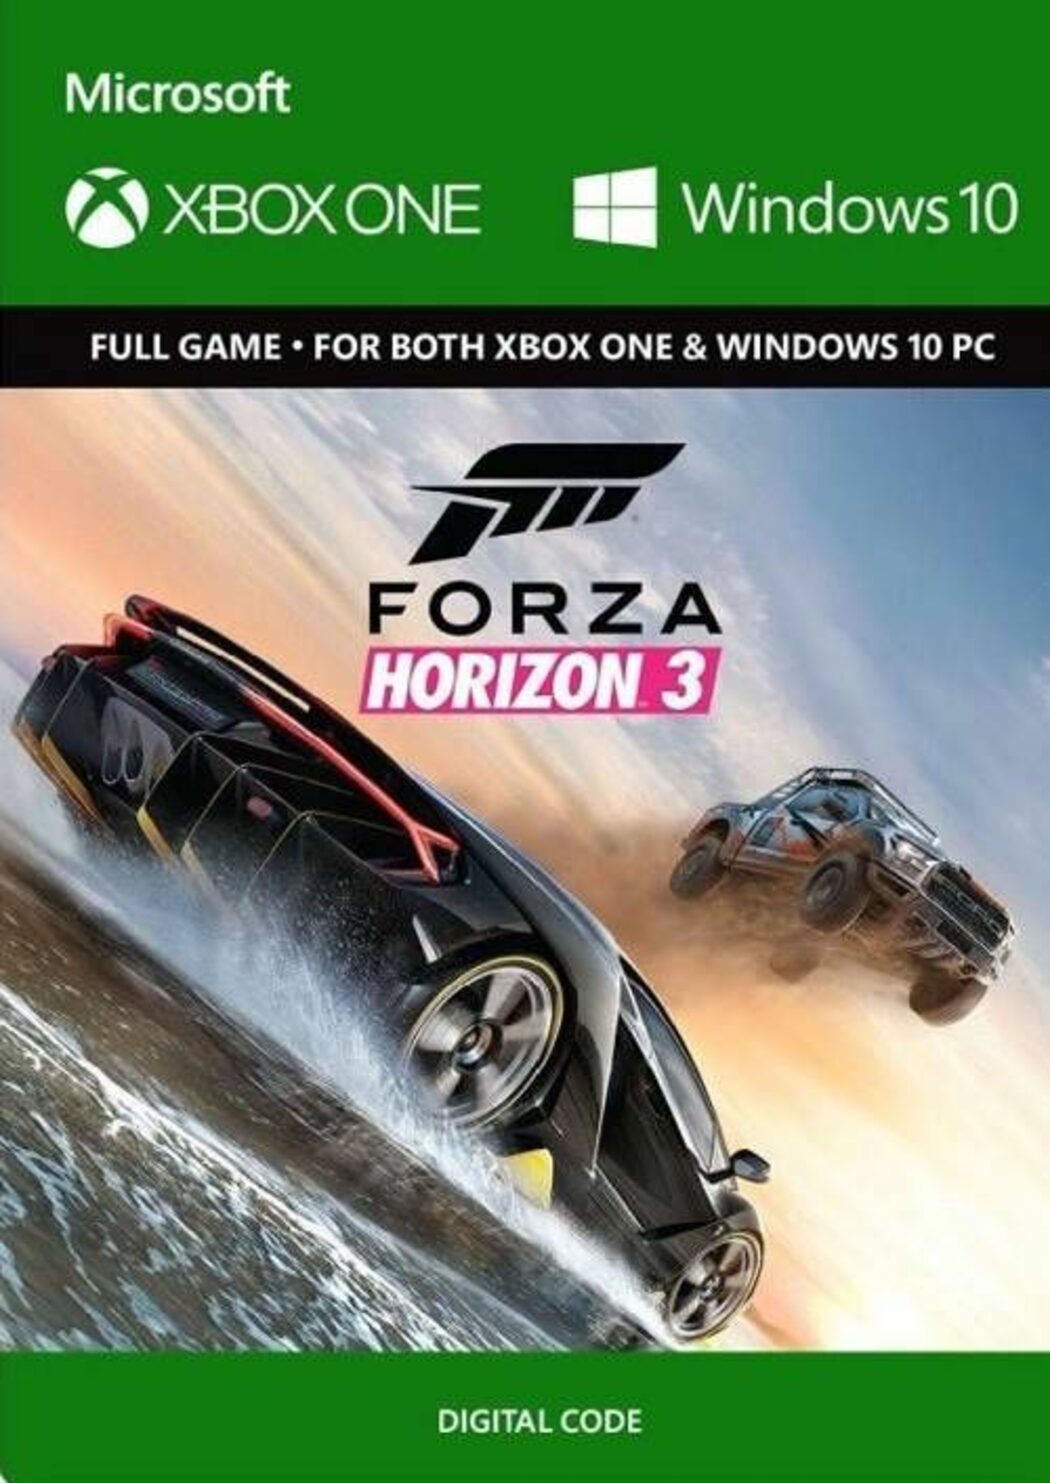 Microsoft
XBOX ONE
Windows 10
FULL GAME • FOR BOTH XBOX ONE & WINDOWS 10 PC
FORZA
HORIZON 3
DIGITAL CODE